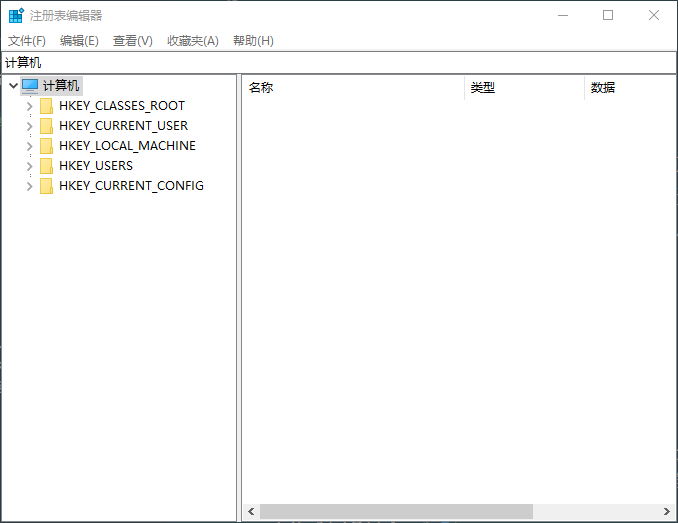 注册表编辑器
文件(F) 编辑(E) 查看(V) 收藏夹(A) 帮助(H)
计算机
计算机
HKEY_CLASSES_ROOT
HKEY_CURRENT_USER
HKEY_LOCAL_MACHINE
HKEY_USERS
HKEY_CURRENT_CONFIG
名称 类型 数据